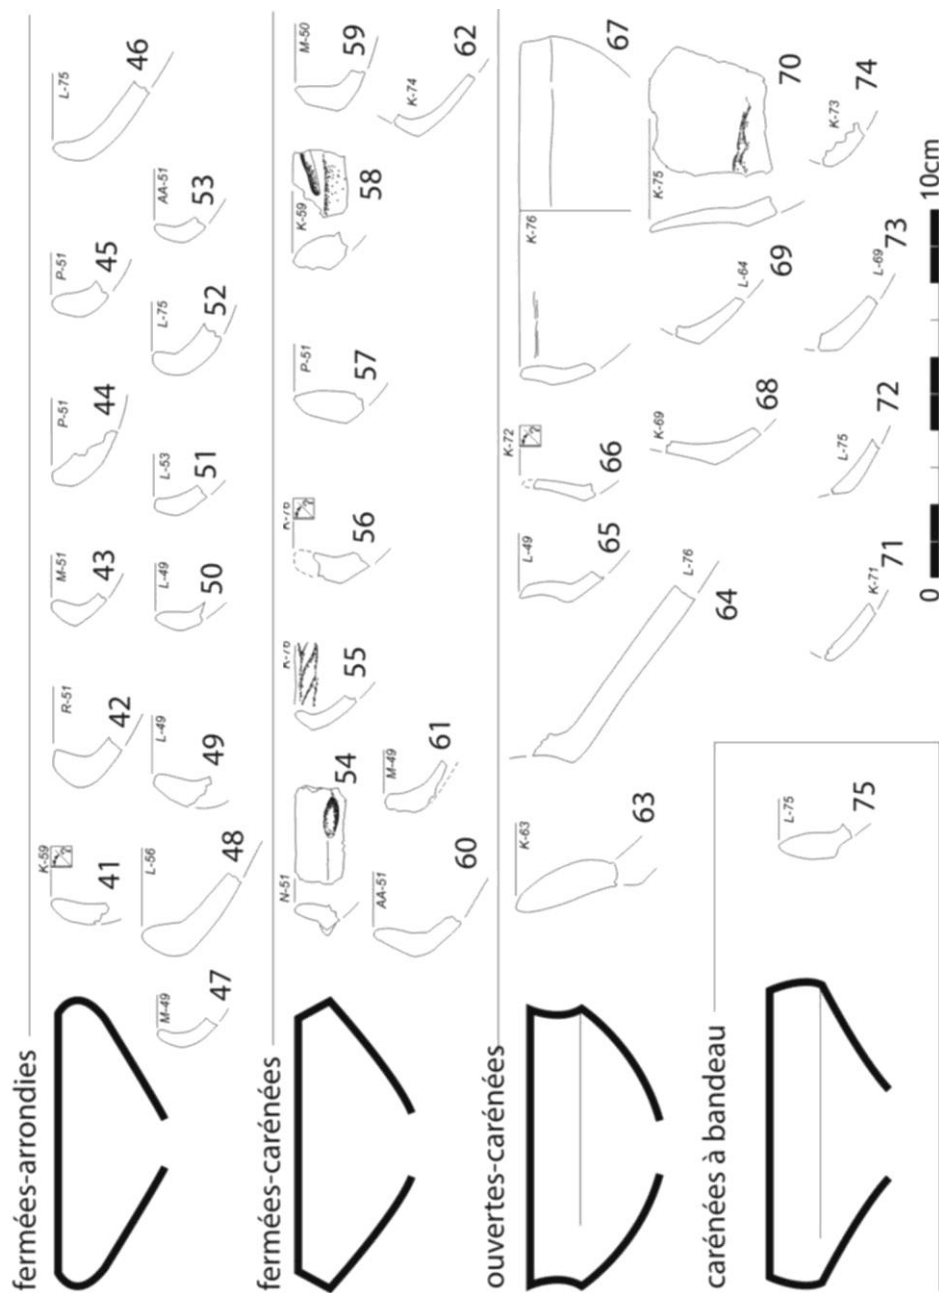 fermées-arrondies
K-59
41
R-51
42
M-51
43
P-51
44
P-51
45
L-75
46
M-49
47
L-56
48
L-49
49
L-49
50
L-53
51
L-75
52
AA-51
53
fermées-carénées
N-51
54
55
56
P-51
57
K-59
58
M-50
59
AA-51
60
M-49
61
K-74
62
ouvertes-carénées
K-63
63
L-76
64
L-49
65
K-72
66
K-76
67
K-69
68
L-64
69
K-75
70
K-71
71
L-75
72
L-69
73
K-73
74
carénées à bandeau
L-75
75
0 10cm